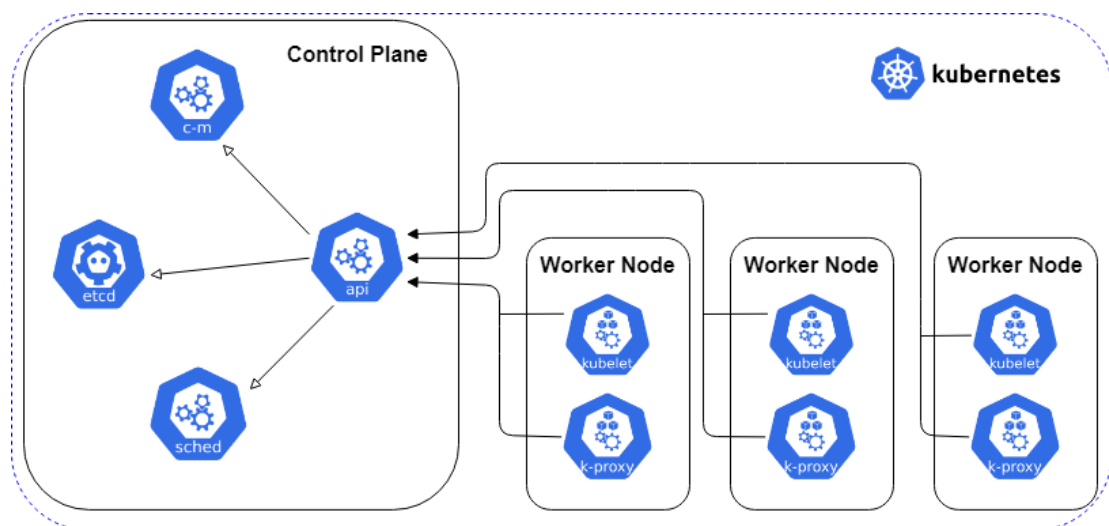 Control Plane
kubernetes
c-m
etcd
api
sched
Worker Node
kubelet
k-proxy
Worker Node
kubelet
k-proxy
Worker Node
kubelet
k-proxy